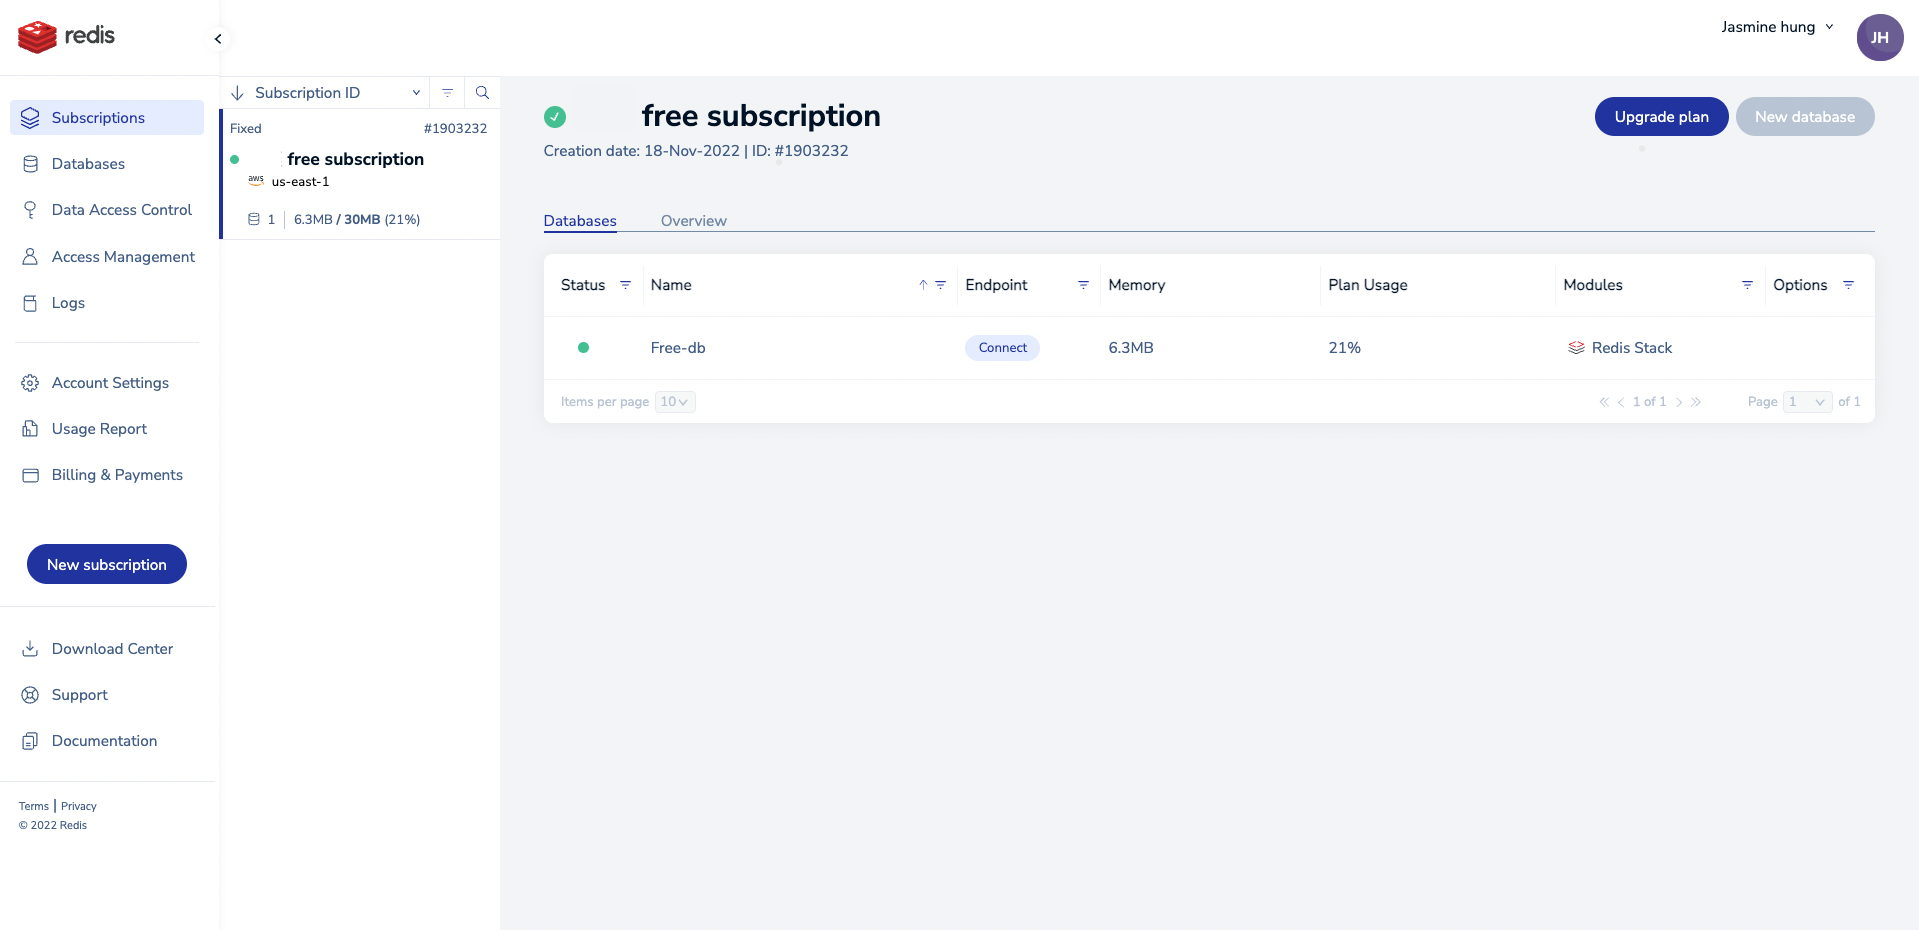 redis
Jasmine hung
JH
Subscriptions
Databases
Data Access Control
Access Management
Logs
Account Settings
Usage Report
Billing & Payments
New subscription
Download Center
Support
Documentation
Terms | Privacy
© 2022 Redis
Subscription ID
Fixed #1903232
free subscription
aws us-east-1
1 | 6.3MB / 30MB (21%)
free subscription
Upgrade plan New database
Creation date: 18-Nov-2022 | ID: #1903232
Databases Overview
Status Name Endpoint Memory Plan Usage Modules Options
Free-db Connect 6.3MB 21% Redis Stack
Items per page 10 1 of 1 Page 1 of 1